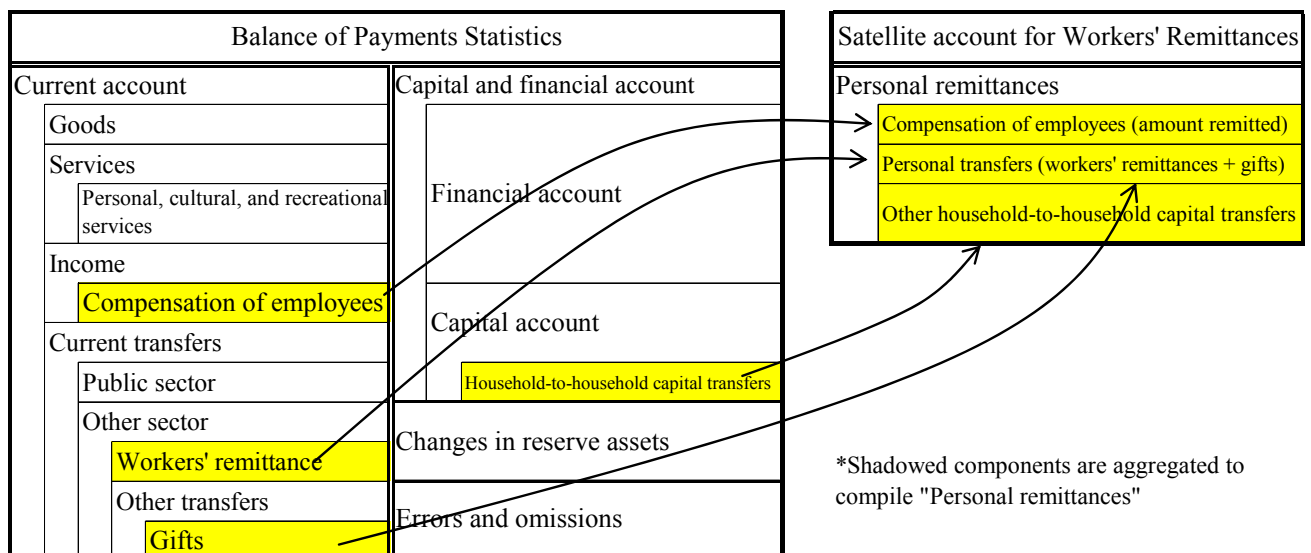 Balance of Payments Statistics
Current account
Goods
Services
Personal, cultural, and recreational
services
Income
Compensation of employees
Current transfers
Public sector
Other sector
Workers' remittance
Other transfers
Gifts
Capital and financial account
Financial account
Capital account
Household-to-household capital transfers
Changes in reserve assets
Errors and omissions
Satellite account for Workers' Remittances
Personal remittances
Compensation of employees (amount remitted)
Personal transfers (workers' remittances + gifts)
Other household-to-household capital transfers
*Shadowed components are aggregated to
compile "Personal remittances"